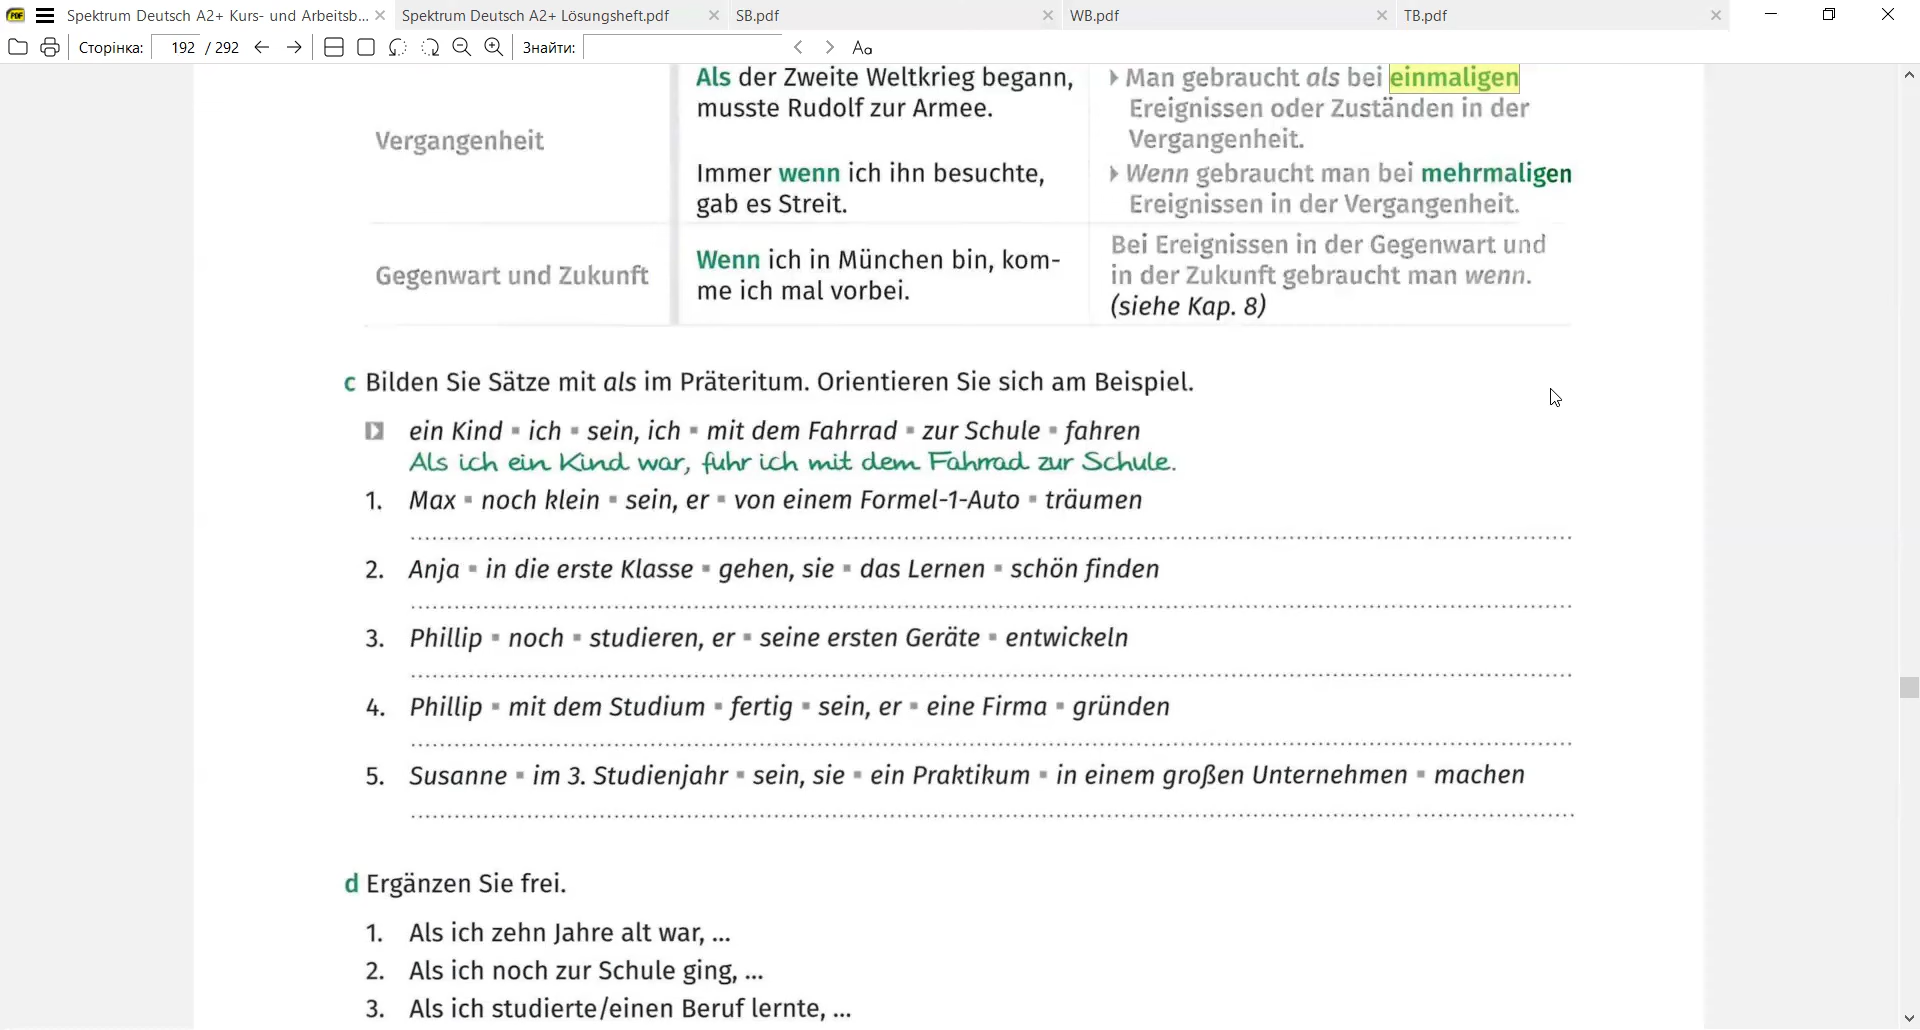 Spektrum Deutsch A2+ Kurs- und Arbeitsb... Spektrum Deutsch A2+ Lösungsheft.pdf SB.pdf WB.pdf TB.pdf
Сторінка: 192 / 292 Знайти: Aa
Als der Zweite Weltkrieg begann,
musste Rudolf zur Armee.
Man gebraucht als bei einmaligen
Ereignissen oder Zuständen in der
Vergangenheit.
Vergangenheit
Immer wenn ich ihn besuchte,
gab es Streit.
Wenn gebraucht man bei mehrmaligen
Ereignissen in der Vergangenheit.
Gegenwart und Zukunft
Wenn ich in München bin, kom-
me ich mal vorbei.
Bei Ereignissen in der Gegenwart und
in der Zukunft gebraucht man wenn.
(siehe Kap. 8)
c Bilden Sie Sätze mit als im Präteritum. Orientieren Sie sich am Beispiel.
ein Kind ▪ ich ▪ sein, ich ▪ mit dem Fahrrad ▪ zur Schule ▪ fahren
Als ich ein Kind war, fuhr ich mit dem Fahrrad zur Schule.
1. Max ▪ noch klein ▪ sein, er ▪ von einem Formel-1-Auto ▪ träumen
2. Anja ▪ in die erste Klasse ▪ gehen, sie ▪ das Lernen ▪ schön finden
3. Phillip ▪ noch ▪ studieren, er ▪ seine ersten Geräte ▪ entwickeln
4. Phillip ▪ mit dem Studium ▪ fertig ▪ sein, er ▪ eine Firma ▪ gründen
5. Susanne ▪ im 3. Studienjahr ▪ sein, sie ▪ ein Praktikum ▪ in einem großen Unternehmen ▪ machen
d Ergänzen Sie frei.
1. Als ich zehn Jahre alt war, ...
2. Als ich noch zur Schule ging, ...
3. Als ich studierte/einen Beruf lernte, ...